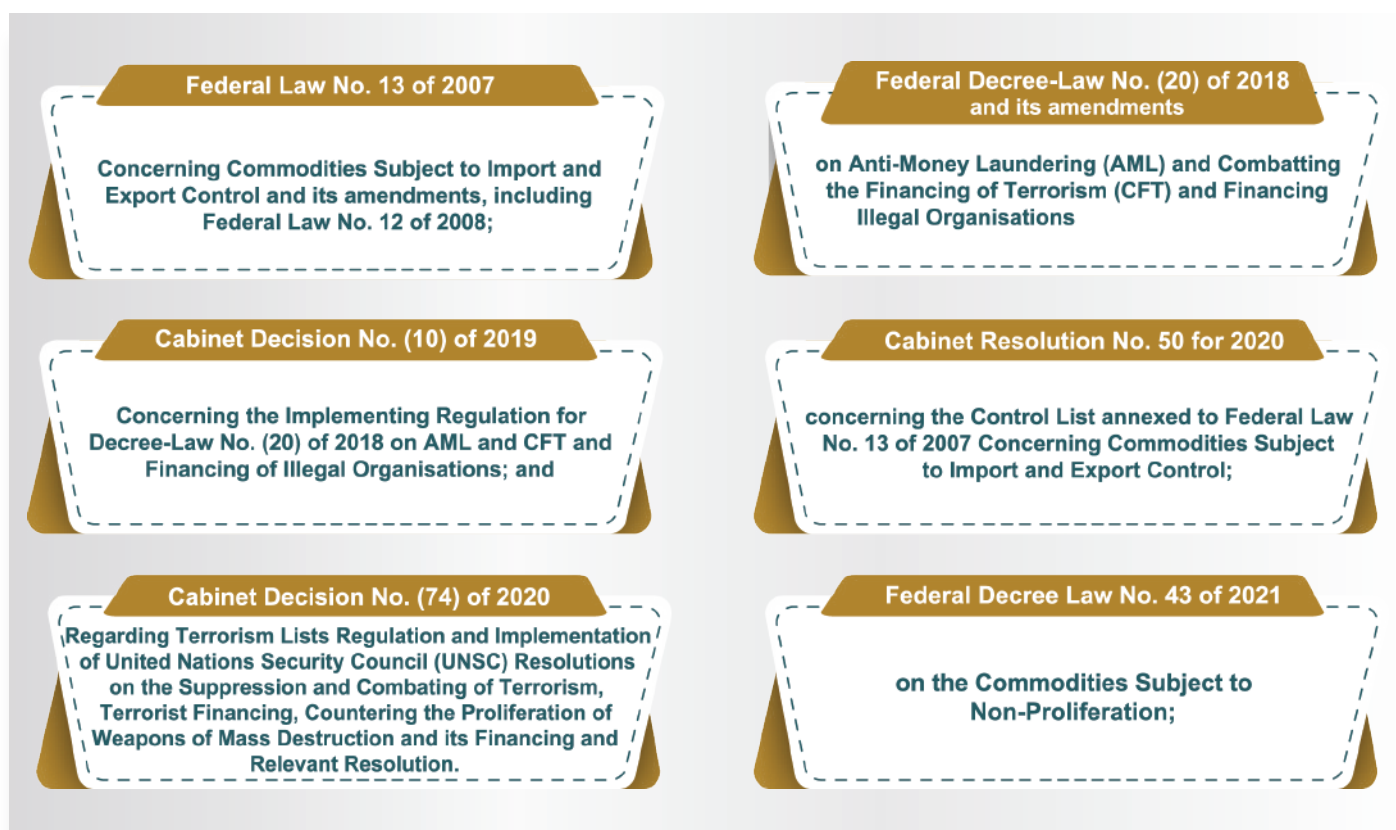 Federal Law No. 13 of 2007
Concerning Commodities Subject to Import and
Export Control and its amendments, including
Federal Law No. 12 of 2008;
Federal Decree-Law No. (20) of 2018
and its amendments
on Anti-Money Laundering (AML) and Combatting
the Financing of Terrorism (CFT) and Financing
Illegal Organisations
Cabinet Decision No. (10) of 2019
Concerning the Implementing Regulation for
Decree-Law No. (20) of 2018 on AML and CFT and
Financing of Illegal Organisations; and
Cabinet Resolution No. 50 for 2020
concerning the Control List annexed to Federal Law
No. 13 of 2007 Concerning Commodities Subject
to Import and Export Control;
Cabinet Decision No. (74) of 2020
Regarding Terrorism Lists Regulation and Implementation
of United Nations Security Council (UNSC) Resolutions
on the Suppression and Combating of Terrorism,
Terrorist Financing, Countering the Proliferation of
Weapons of Mass Destruction and its Financing and
Relevant Resolution.
Federal Decree Law No. 43 of 2021
on the Commodities Subject to
Non-Proliferation;